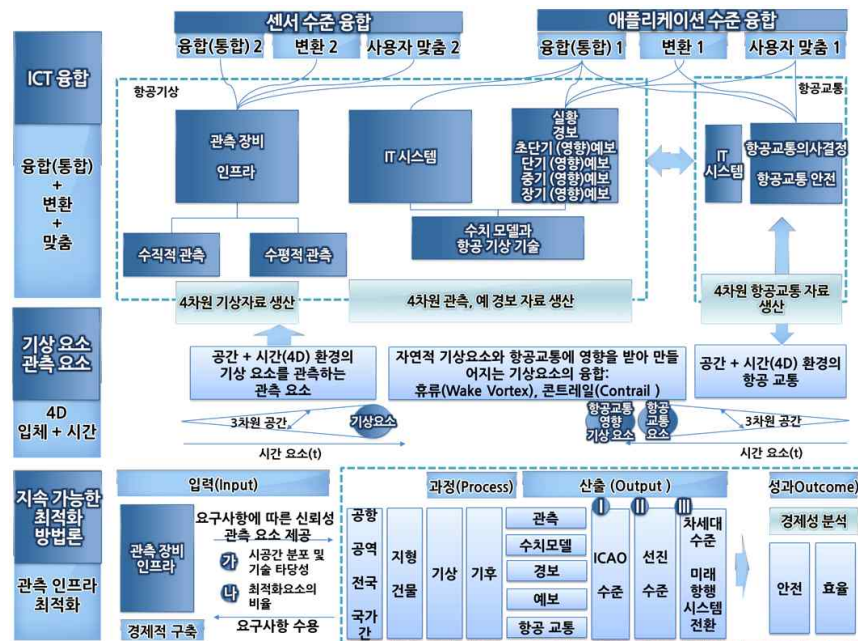 센서 수준 융합
애플리케이션 수준 융합
융합(통합) 2
변환 2
사용자 맞춤 2
융합(통합) 1
변환 1
사용자 맞춤 1
ICT 융합
융합(통합)
+
변환
+
맞춤
항공기상
항공교통
관측 장비
인프라
IT 시스템
실황
경보
초단기 (영향)예보
단기 (영향)예보
중기 (영향)예보
장기 (영향)예보
IT
시스템
항공교통의사결정
항공교통 안전
수직적 관측
수평적 관측
수치 모델과
항공 기상 기술
4차원 기상자료 생산
4차원 관측, 예 경보 자료 생산
4차원 항공교통 자료
생산
기상 요소
관측 요소
4D
입체 + 시간
공간 + 시간(4D) 환경의
기상 요소를 관측하는
관측 요소
자연적 기상요소와 항공교통에 영향을 받아 만들
어지는 기상요소의 융합:
휴류(Wake Vortex), 콘트레일(Contrail )
공간 + 시간(4D) 환경의
항공 교통
3차원 공간
기상요소
시간 요소(t)
항공교통
영향
기상 요소
항공
교통
요소
3차원 공간
시간 요소(t)
지속 가능한
최적화
방법론
관측 인프라
최적화
입력(Input)
관측 장비
인프라
경제적 구축
요구사항에 따른 신뢰성
관측 요소 제공
가
시공간 분포 및
기술 타당성
나
최적화요소의
비율
요구사항 수용
과정(Process)
공항
공역
전국
국가
간
지형
건물
기상
기후
산출 (Output )
관측
수치모델
경보
예보
항공 교통
I
ICAO
수준
II
선진
수준
III
차세대
수준
미래
항행
시스템
전환
성과Outcome)
경제성 분석
안전
효율